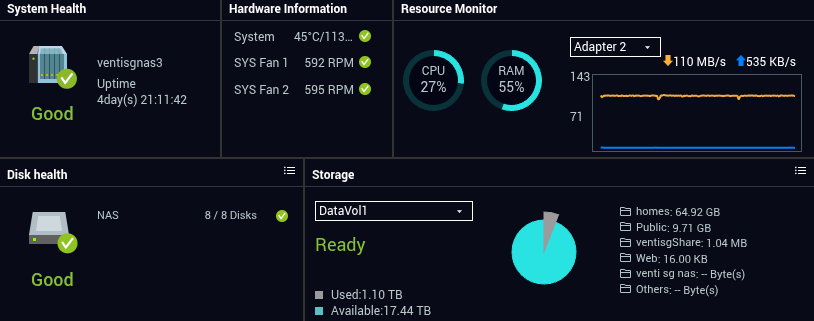 System Health
ventisgnas3
Uptime
4day(s) 21:11:42
Good
Hardware Information
System 45°C/113...
SYS Fan 1 592 RPM
SYS Fan 2 595 RPM
Resource Monitor
CPU
27%
RAM
55%
Adapter 2
110 MB/s 535 KB/s
143
71
Disk health
NAS 8 / 8 Disks
Good
Storage
DataVol1
Ready
Used:1.10 TB
Available:17.44 TB
homes: 64.92 GB
Public: 9.71 GB
ventisgShare: 1.04 MB
Web: 16.00 KB
venti sg nas: -- Byte(s)
Others: -- Byte(s)